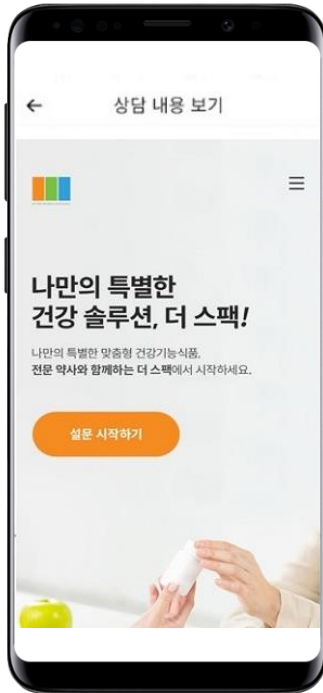 상담 내용 보기
나만의 특별한
건강 솔루션, 더 스팩!
나만의 특별한 맞춤형 건강기능식품,
전문 약사와 함께하는 더 스팩에서 시작하세요.
설문 시작하기